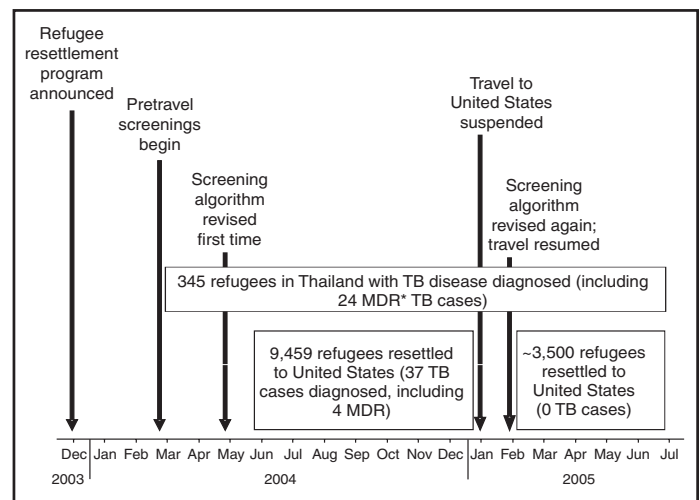 Refugee
resettlement
program
announced
Pretravel
screenings
begin
Screening
algorithm
revised
first time
Travel to
United States
suspended
Screening
algorithm
revised again;
travel resumed
345 refugees in Thailand with TB disease diagnosed (including
24 MDR* TB cases)
9,459 refugees resettled
to United States (37 TB
cases diagnosed, including
4 MDR)
~3,500 refugees
resettled to
United States
(0 TB cases)
Dec Jan Feb Mar Apr May Jun Jul Aug Sep Oct Nov Dec Jan Feb Mar Apr May Jun Jul
2003 2004 2005